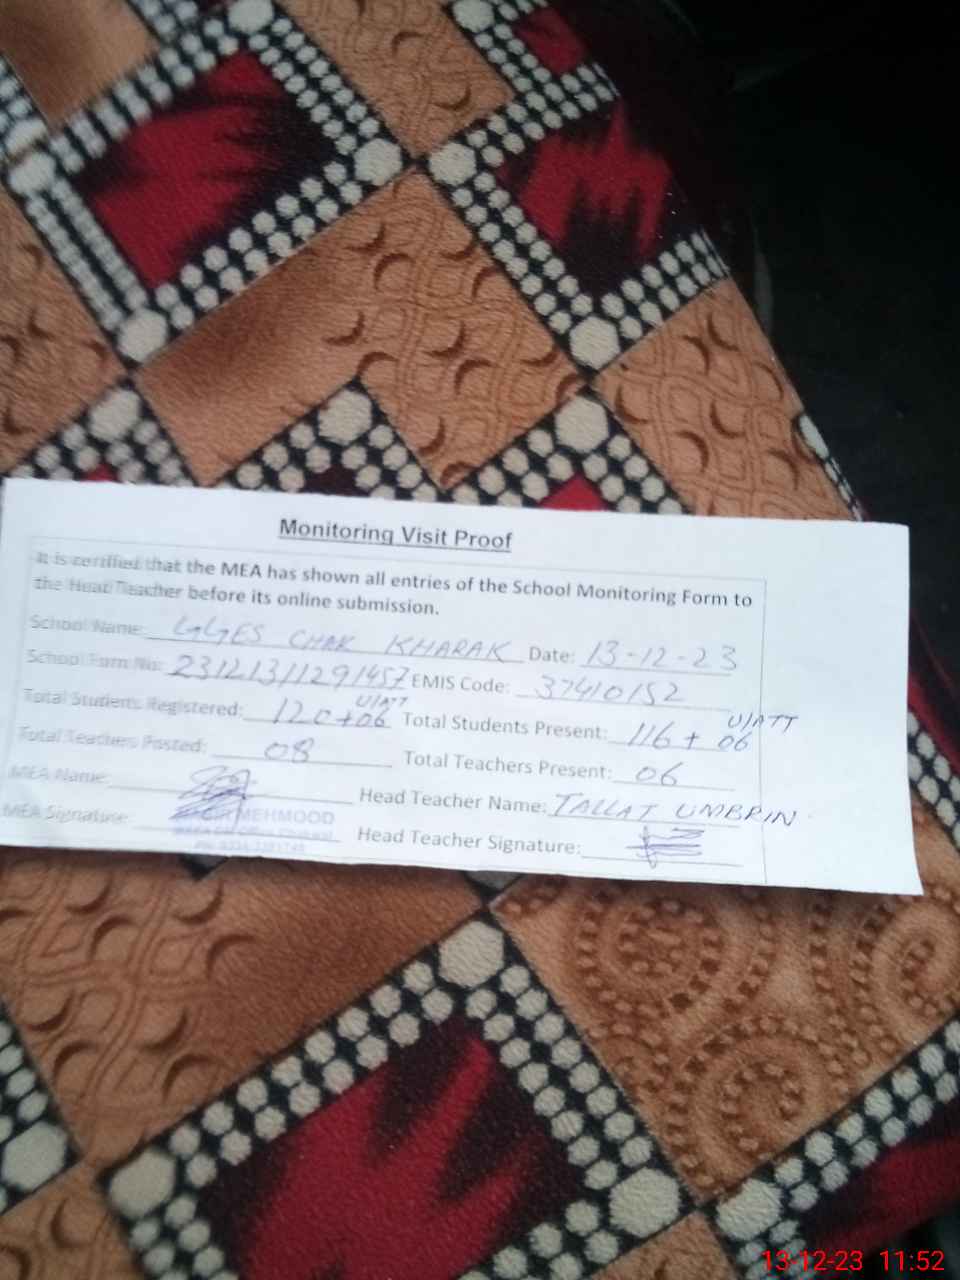 Monitoring Visit Proof
It is certified that the MEA has shown all entries of the School Monitoring Form to
the Head Teacher before its online submission.
School Name: GGES CHAK KHARAK Date: 13-12-23
School Form No: 23121311291457 EMIS Code: 37410152
Total Students Registered: 120+06 U/ATT Total Students Present: 116+06 U/ATT
Total Teachers Posted: 08 Total Teachers Present: 06
MEA Name: Head Teacher Name: TALLAT UMBRIN
MEA Signature: MEHMOOD Head Teacher Signature:
13-12-23 11:52